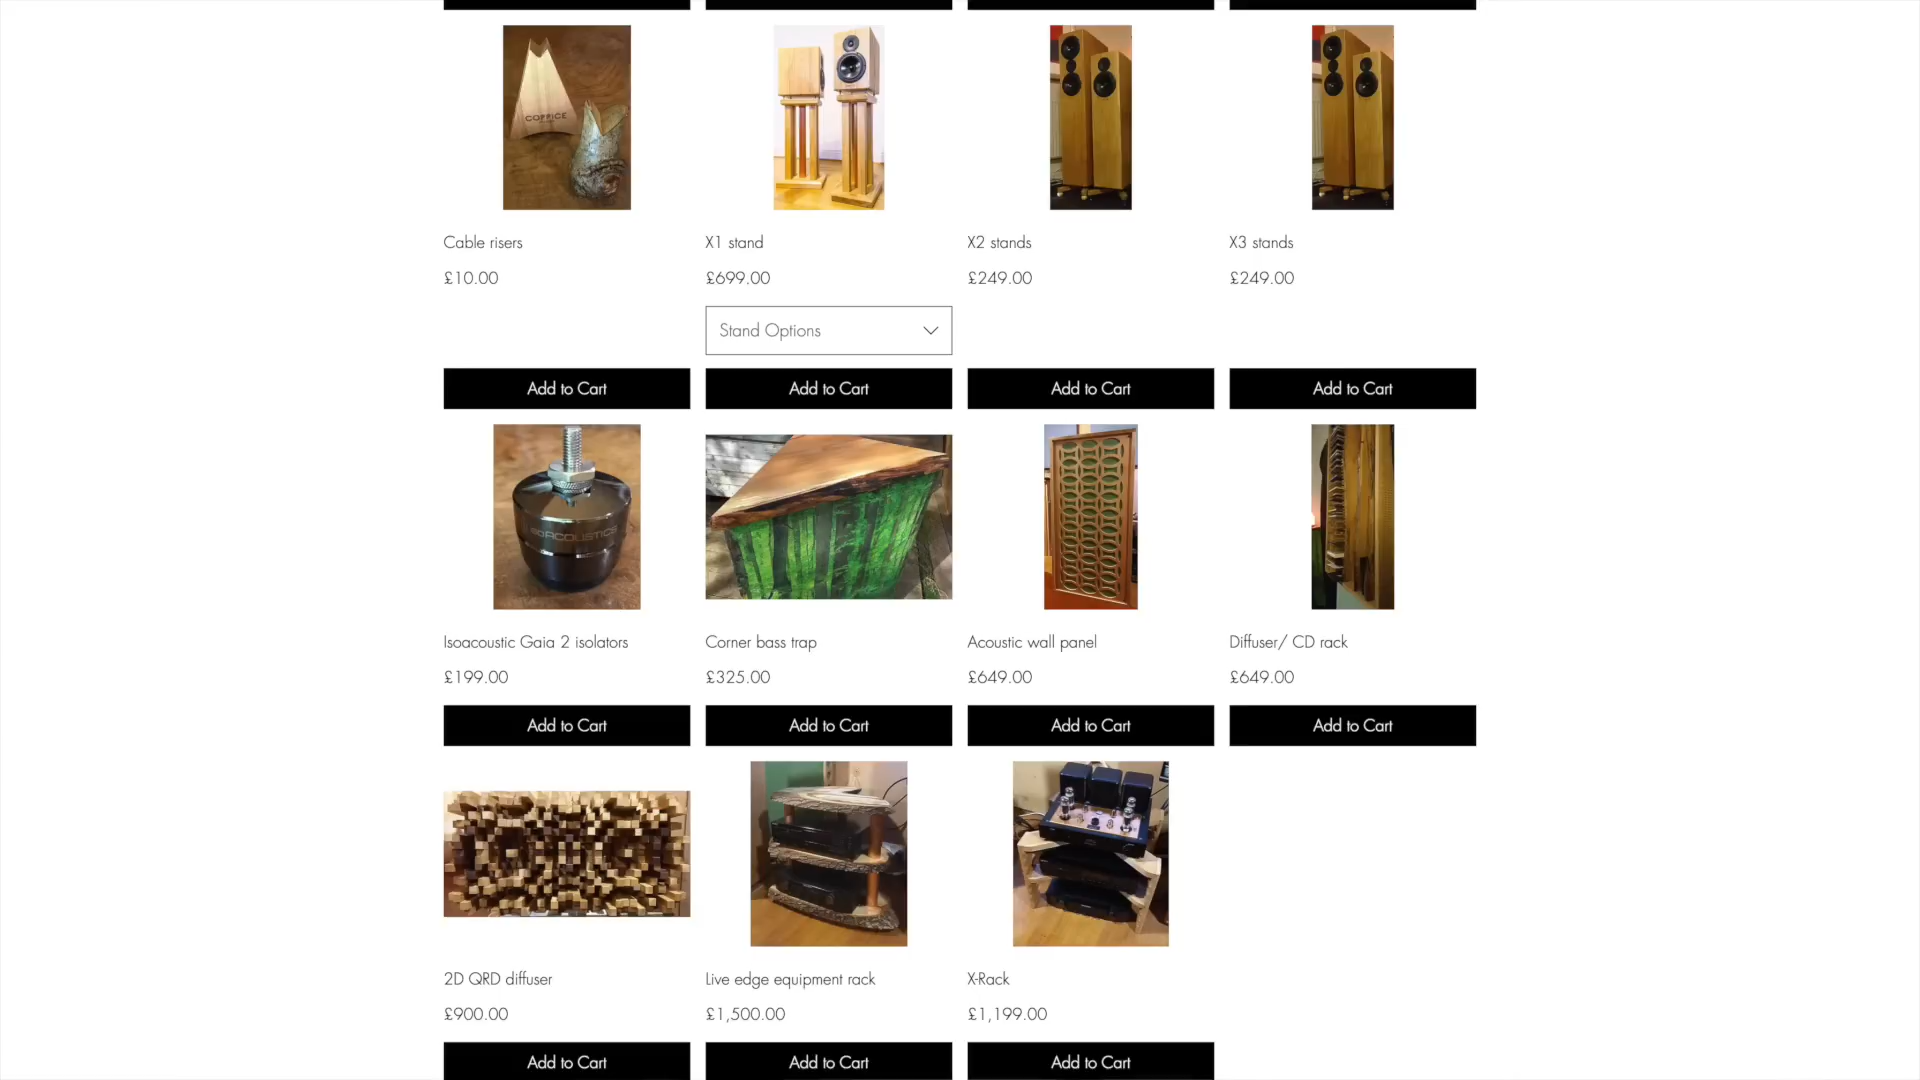 COPPICE
Cable risers
£10.00
Add to Cart
X1 stand
£699.00
Stand Options
Add to Cart
X2 stands
£249.00
Add to Cart
X3 stands
£249.00
Add to Cart
ISOACOUSTICS
Isoacoustic Gaia 2 isolators
£199.00
Add to Cart
Corner bass trap
£325.00
Add to Cart
Acoustic wall panel
£649.00
Add to Cart
Diffuser/ CD rack
£649.00
Add to Cart
2D QRD diffuser
£900.00
Add to Cart
Live edge equipment rack
£1,500.00
Add to Cart
X-Rack
£1,199.00
Add to Cart